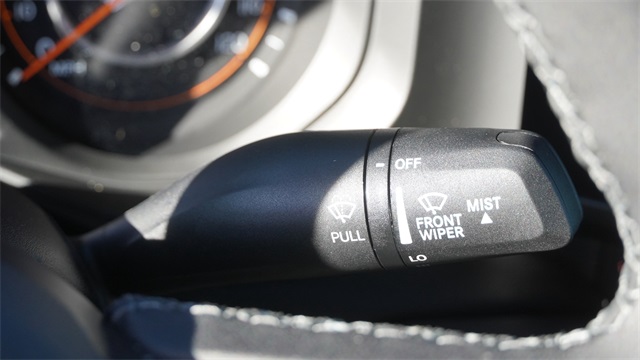 OFF
MIST
FRONT
WIPER
PULL
LO